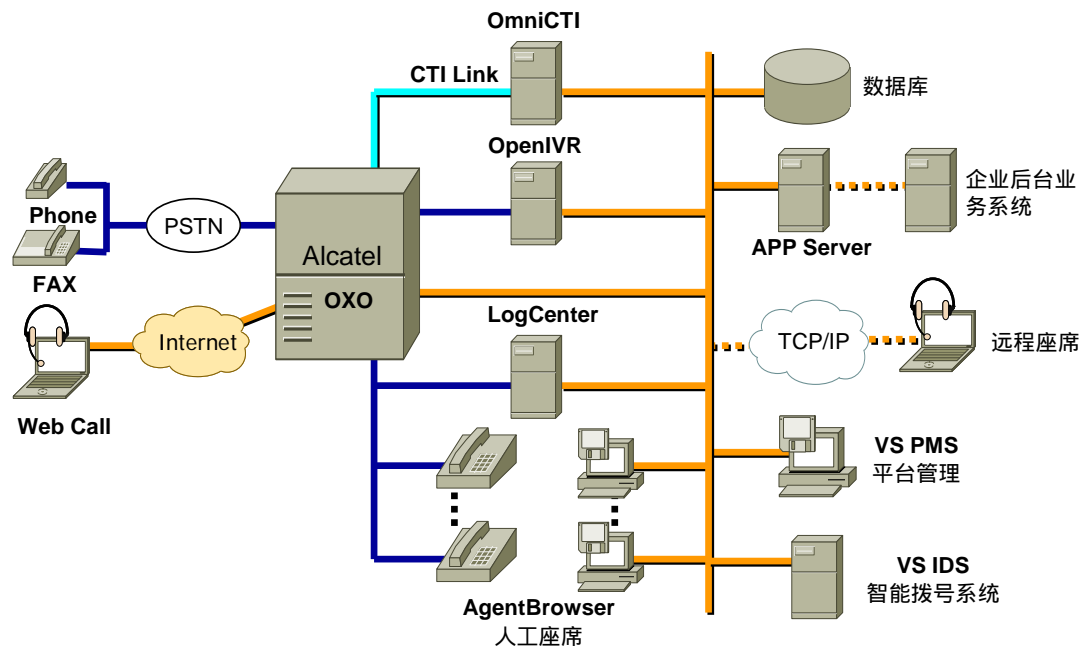 OmniCTI
CTI Link
数据库
OpenIVR
企业后台业
务系统
Phone
PSTN
APP Server
Alcatel
FAX
OXO
LogCenter
Internet
TCP/IP
远程座席
Web Call
VS PMS
平台管理
VS IDS
智能拨号系统
AgentBrowser
人工座席